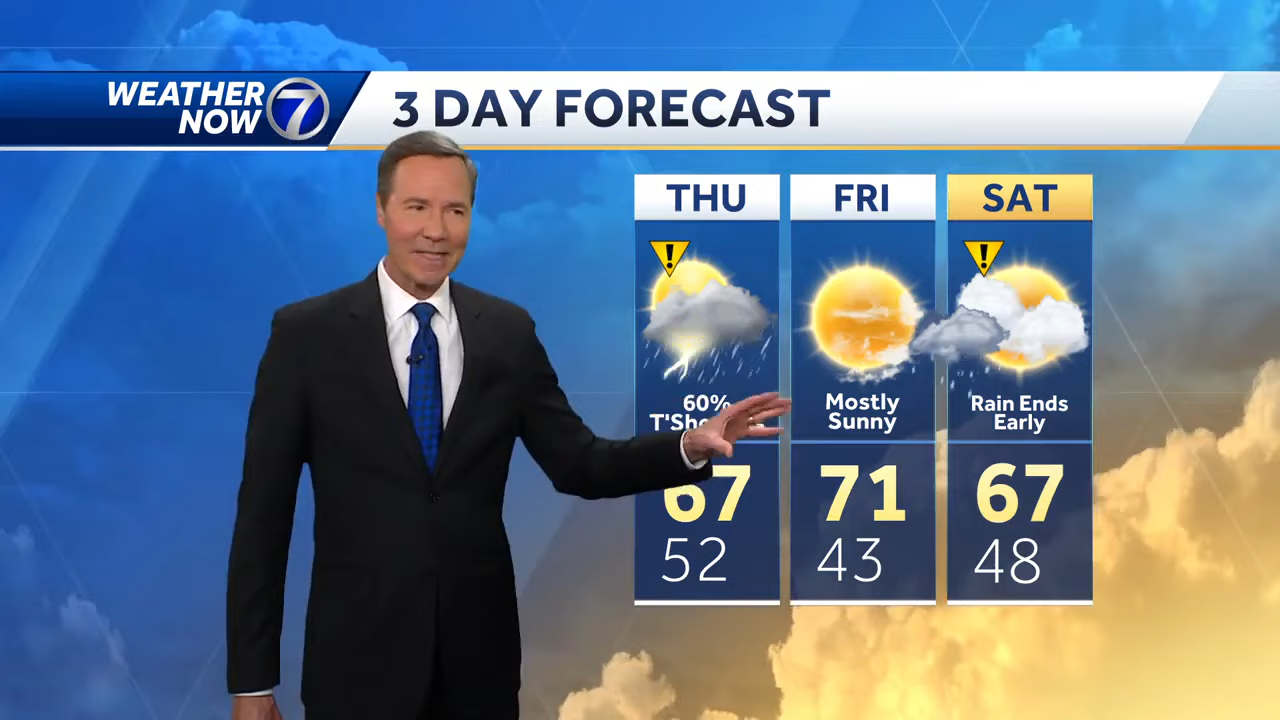 WEATHER
NOW
7
3 DAY FORECAST
THU
FRI
SAT
!
!
60%
Mostly
Sunny
Rain Ends
Early
67
71
67
52
43
48